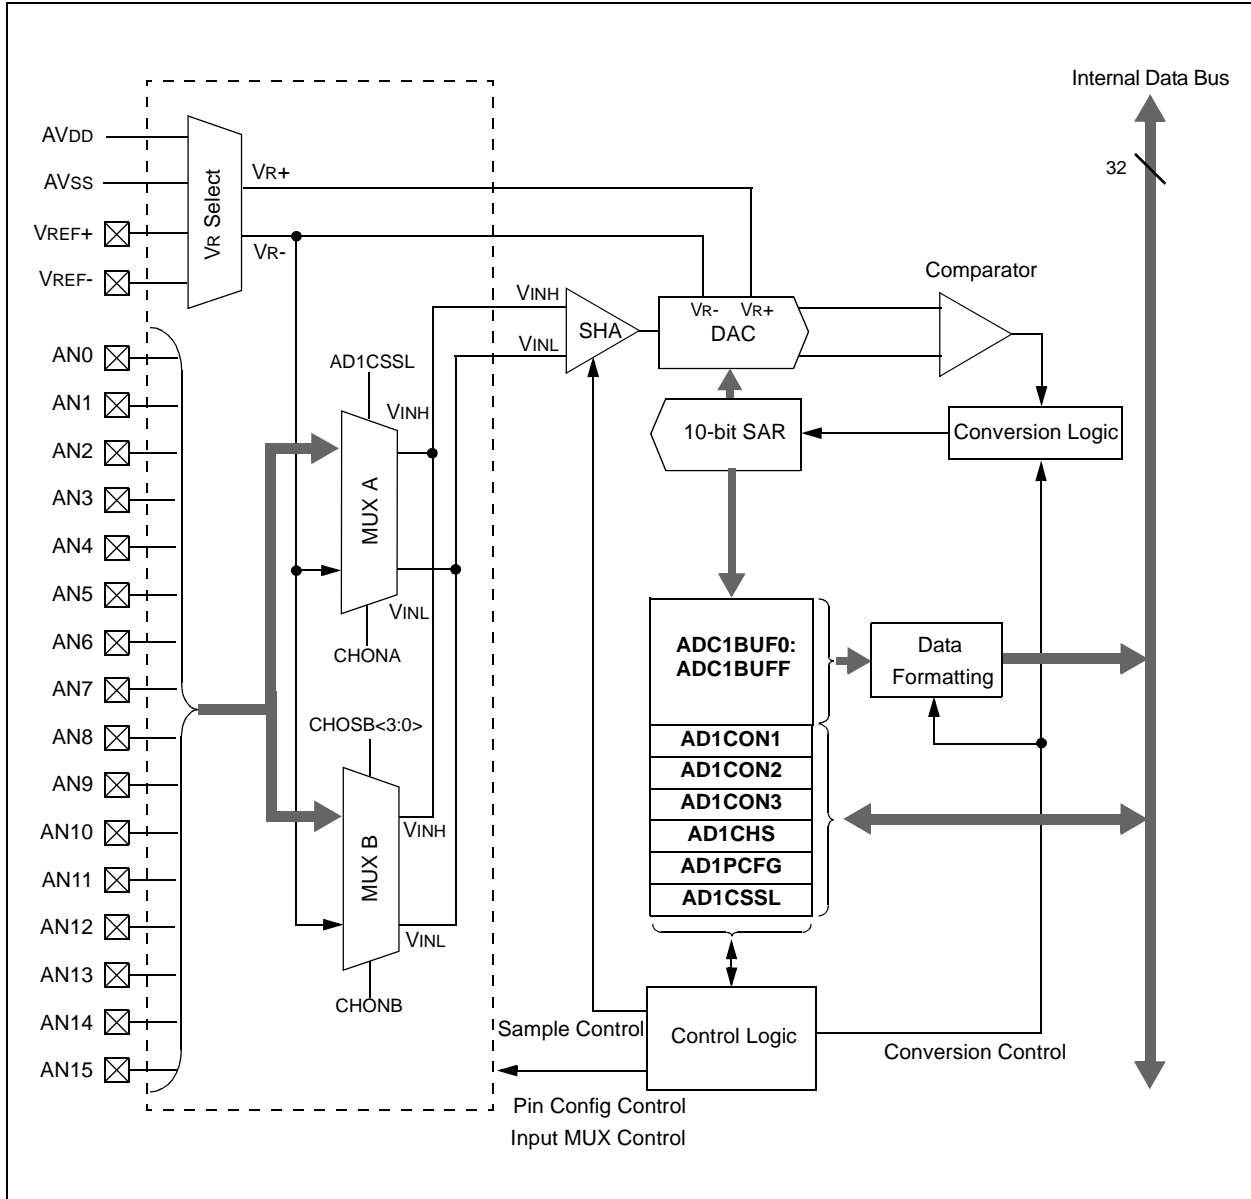 Internal Data Bus
32
AVDD
AVSS
VREF+
VREF-
VR Select
VR+
VR-
AN0
AN1
AN2
AN3
AN4
AN5
AN6
AN7
AN8
AN9
AN10
AN11
AN12
AN13
AN14
AN15
AD1CSSL
VINH
MUX A
VINL
CHONA
CHOSB<3:0>
VINH
MUX B
VINL
CHONB
VINH
VINL
SHA
VR- VR+
DAC
Comparator
10-bit SAR
Conversion Logic
ADC1BUF0:
ADC1BUFF
Data
Formatting
AD1CON1
AD1CON2
AD1CON3
AD1CHS
AD1PCFG
AD1CSSL
Sample Control
Control Logic
Conversion Control
Pin Config Control
Input MUX Control